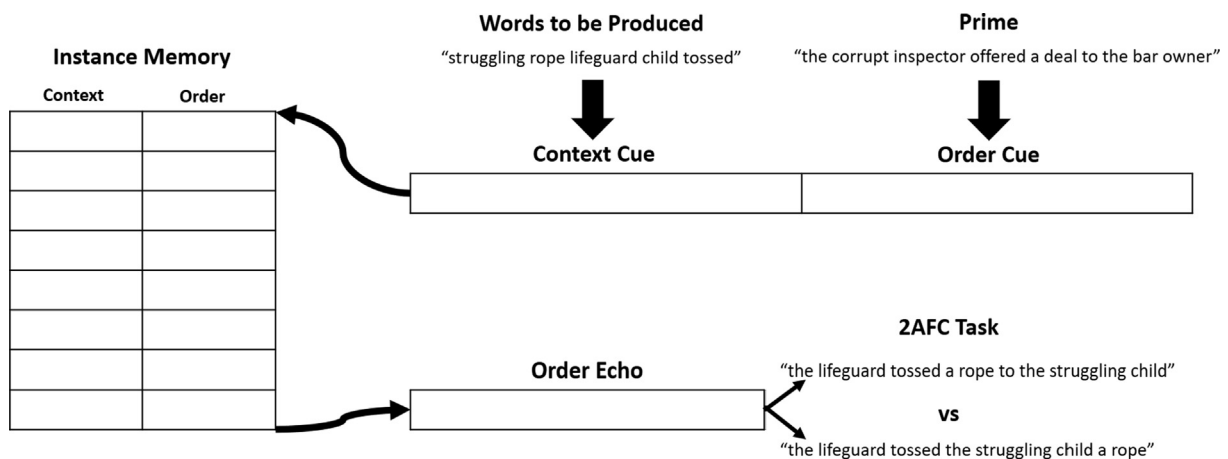 Words to be Produced
"struggling rope lifeguard child tossed"
Prime
"the corrupt inspector offered a deal to the bar owner"
Instance Memory
Context
Order
Context Cue
Order Cue
Order Echo
2AFC Task
"the lifeguard tossed a rope to the struggling child"
vs
"the lifeguard tossed the struggling child a rope"